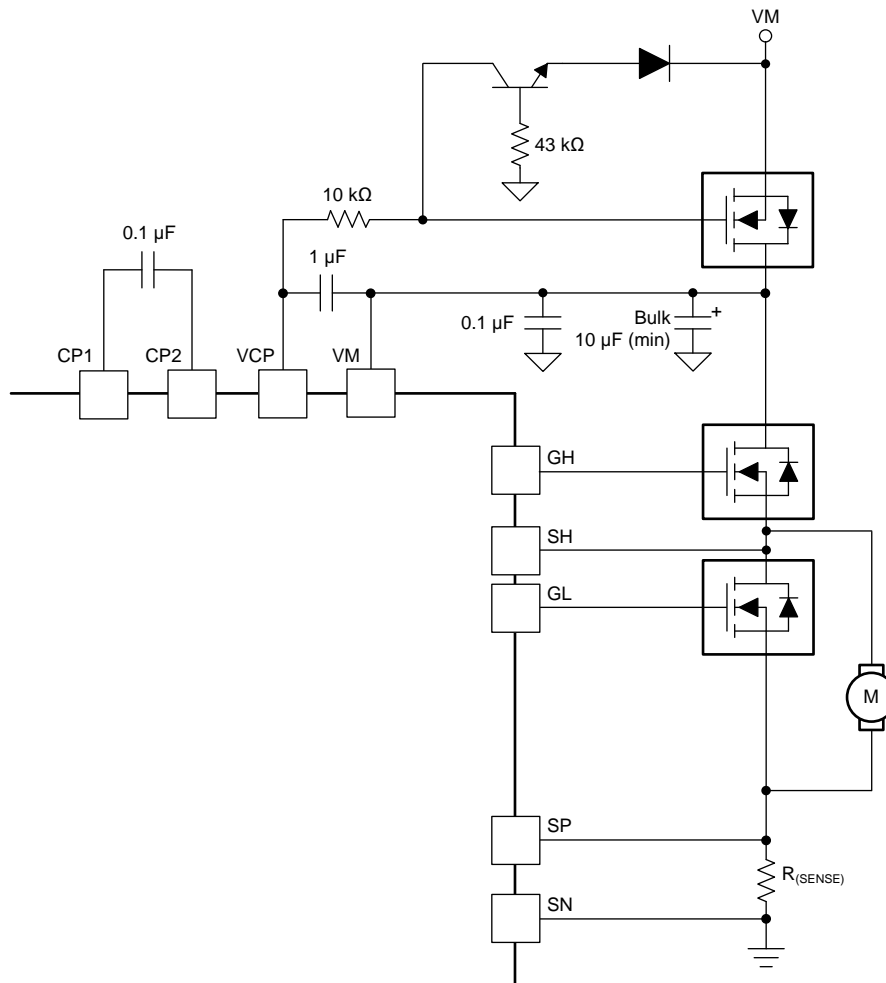 VM
43 kΩ
10 kΩ
0.1 µF
1 µF
0.1 µF
Bulk
10 µF (min)
+
CP1
CP2
VCP
VM
GH
SH
GL
M
SP
R(SENSE)
SN